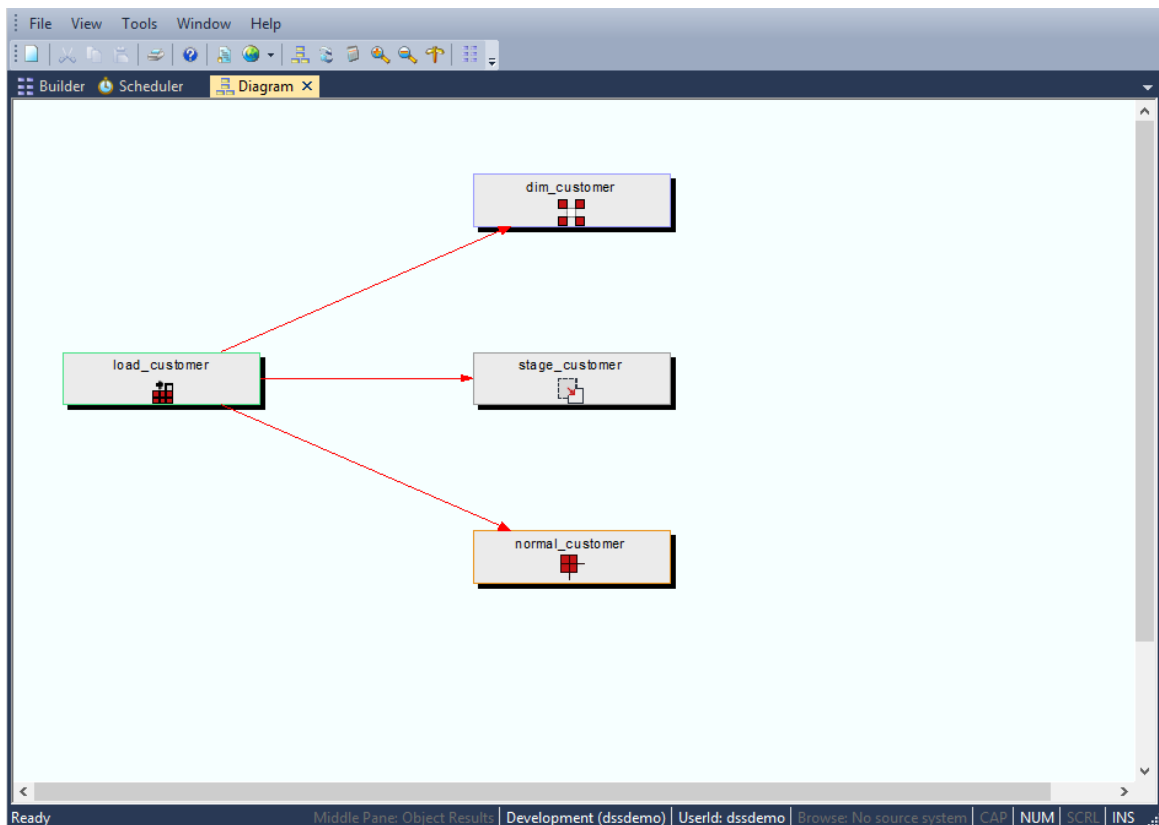 File View Tools Window Help
Builder Scheduler Diagram
dim_customer
load_customer
stage_customer
normal_customer
Ready Middle Pane: Object Results Development (dssdemo) UserId: dssdemo Browse: No source system CAP NUM SCRL INS